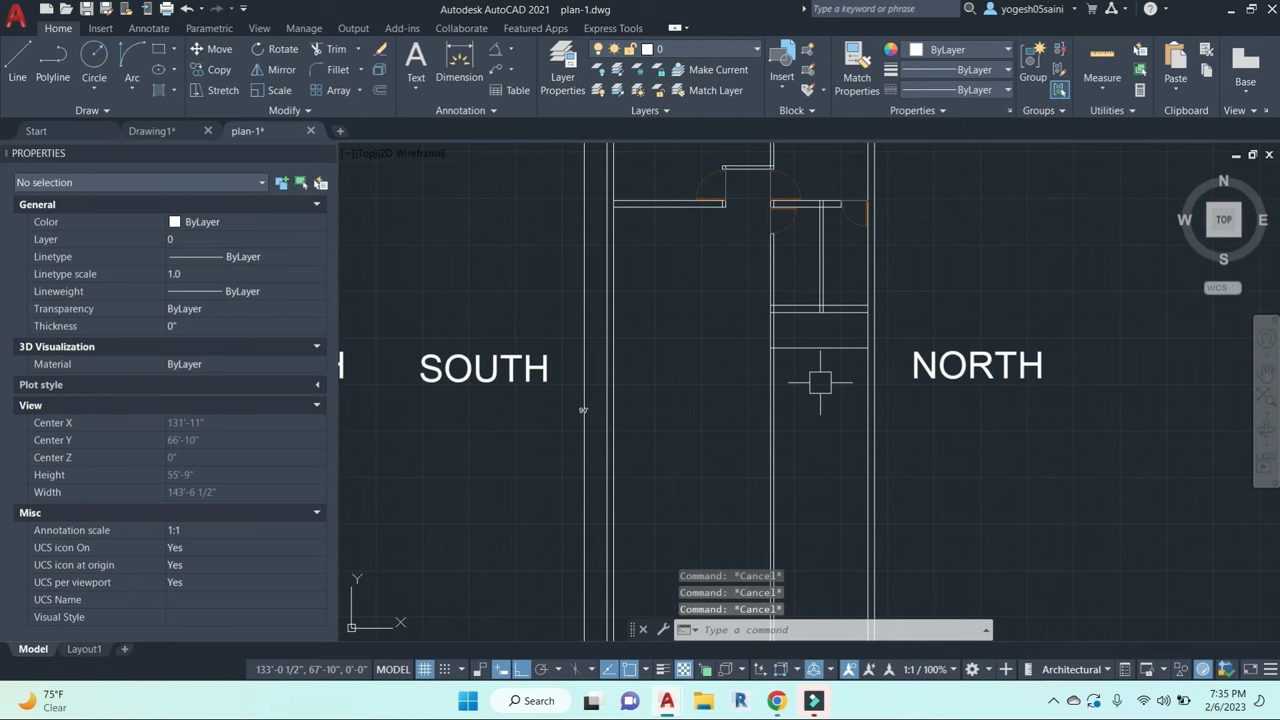 Autodesk AutoCAD 2021 plan-1.dwg
Type a keyword or phrase
yogesh05saini
Home Insert Annotate Parametric View Manage Output Add-ins Collaborate Express Tools Featured Apps
Line Polyline Circle Arc
Move Rotate Trim
Copy Mirror Fillet
Stretch Scale Array
Text Dimension
Table
Layer Properties
0
Make Current
Match Layer
Insert
Match Properties
ByLayer
ByLayer
ByLayer
Group
Measure
Paste
Base
Draw Modify Annotation Layers Block Properties Groups Utilities Clipboard View
Start Drawing1* plan-1*
PROPERTIES
No selection
General
Color ByLayer
Layer 0
Linetype ByLayer
Linetype scale 1.0
Lineweight ByLayer
Transparency ByLayer
Thickness 0"
3D Visualization
Material ByLayer
Plot style
View
Center X 131'-11"
Center Y 66'-10"
Center Z 0"
Height 55'-9"
Width 143'-6 1/2"
Misc
Annotation scale 1:1
UCS icon On Yes
UCS icon at origin Yes
UCS per viewport Yes
UCS Name
Visual Style
[−][Top][2D Wireframe]
N
W TOP E
S
WCS
H SOUTH NORTH
90'
Y
X
Command: *Cancel*
Command: *Cancel*
Command: *Cancel*
Type a command
Model Layout1
133'-0 1/2", 67'-10", 0'-0" MODEL 1:1 / 100% Architectural
75°F
Clear
Search
7:35 PM
2/6/2023